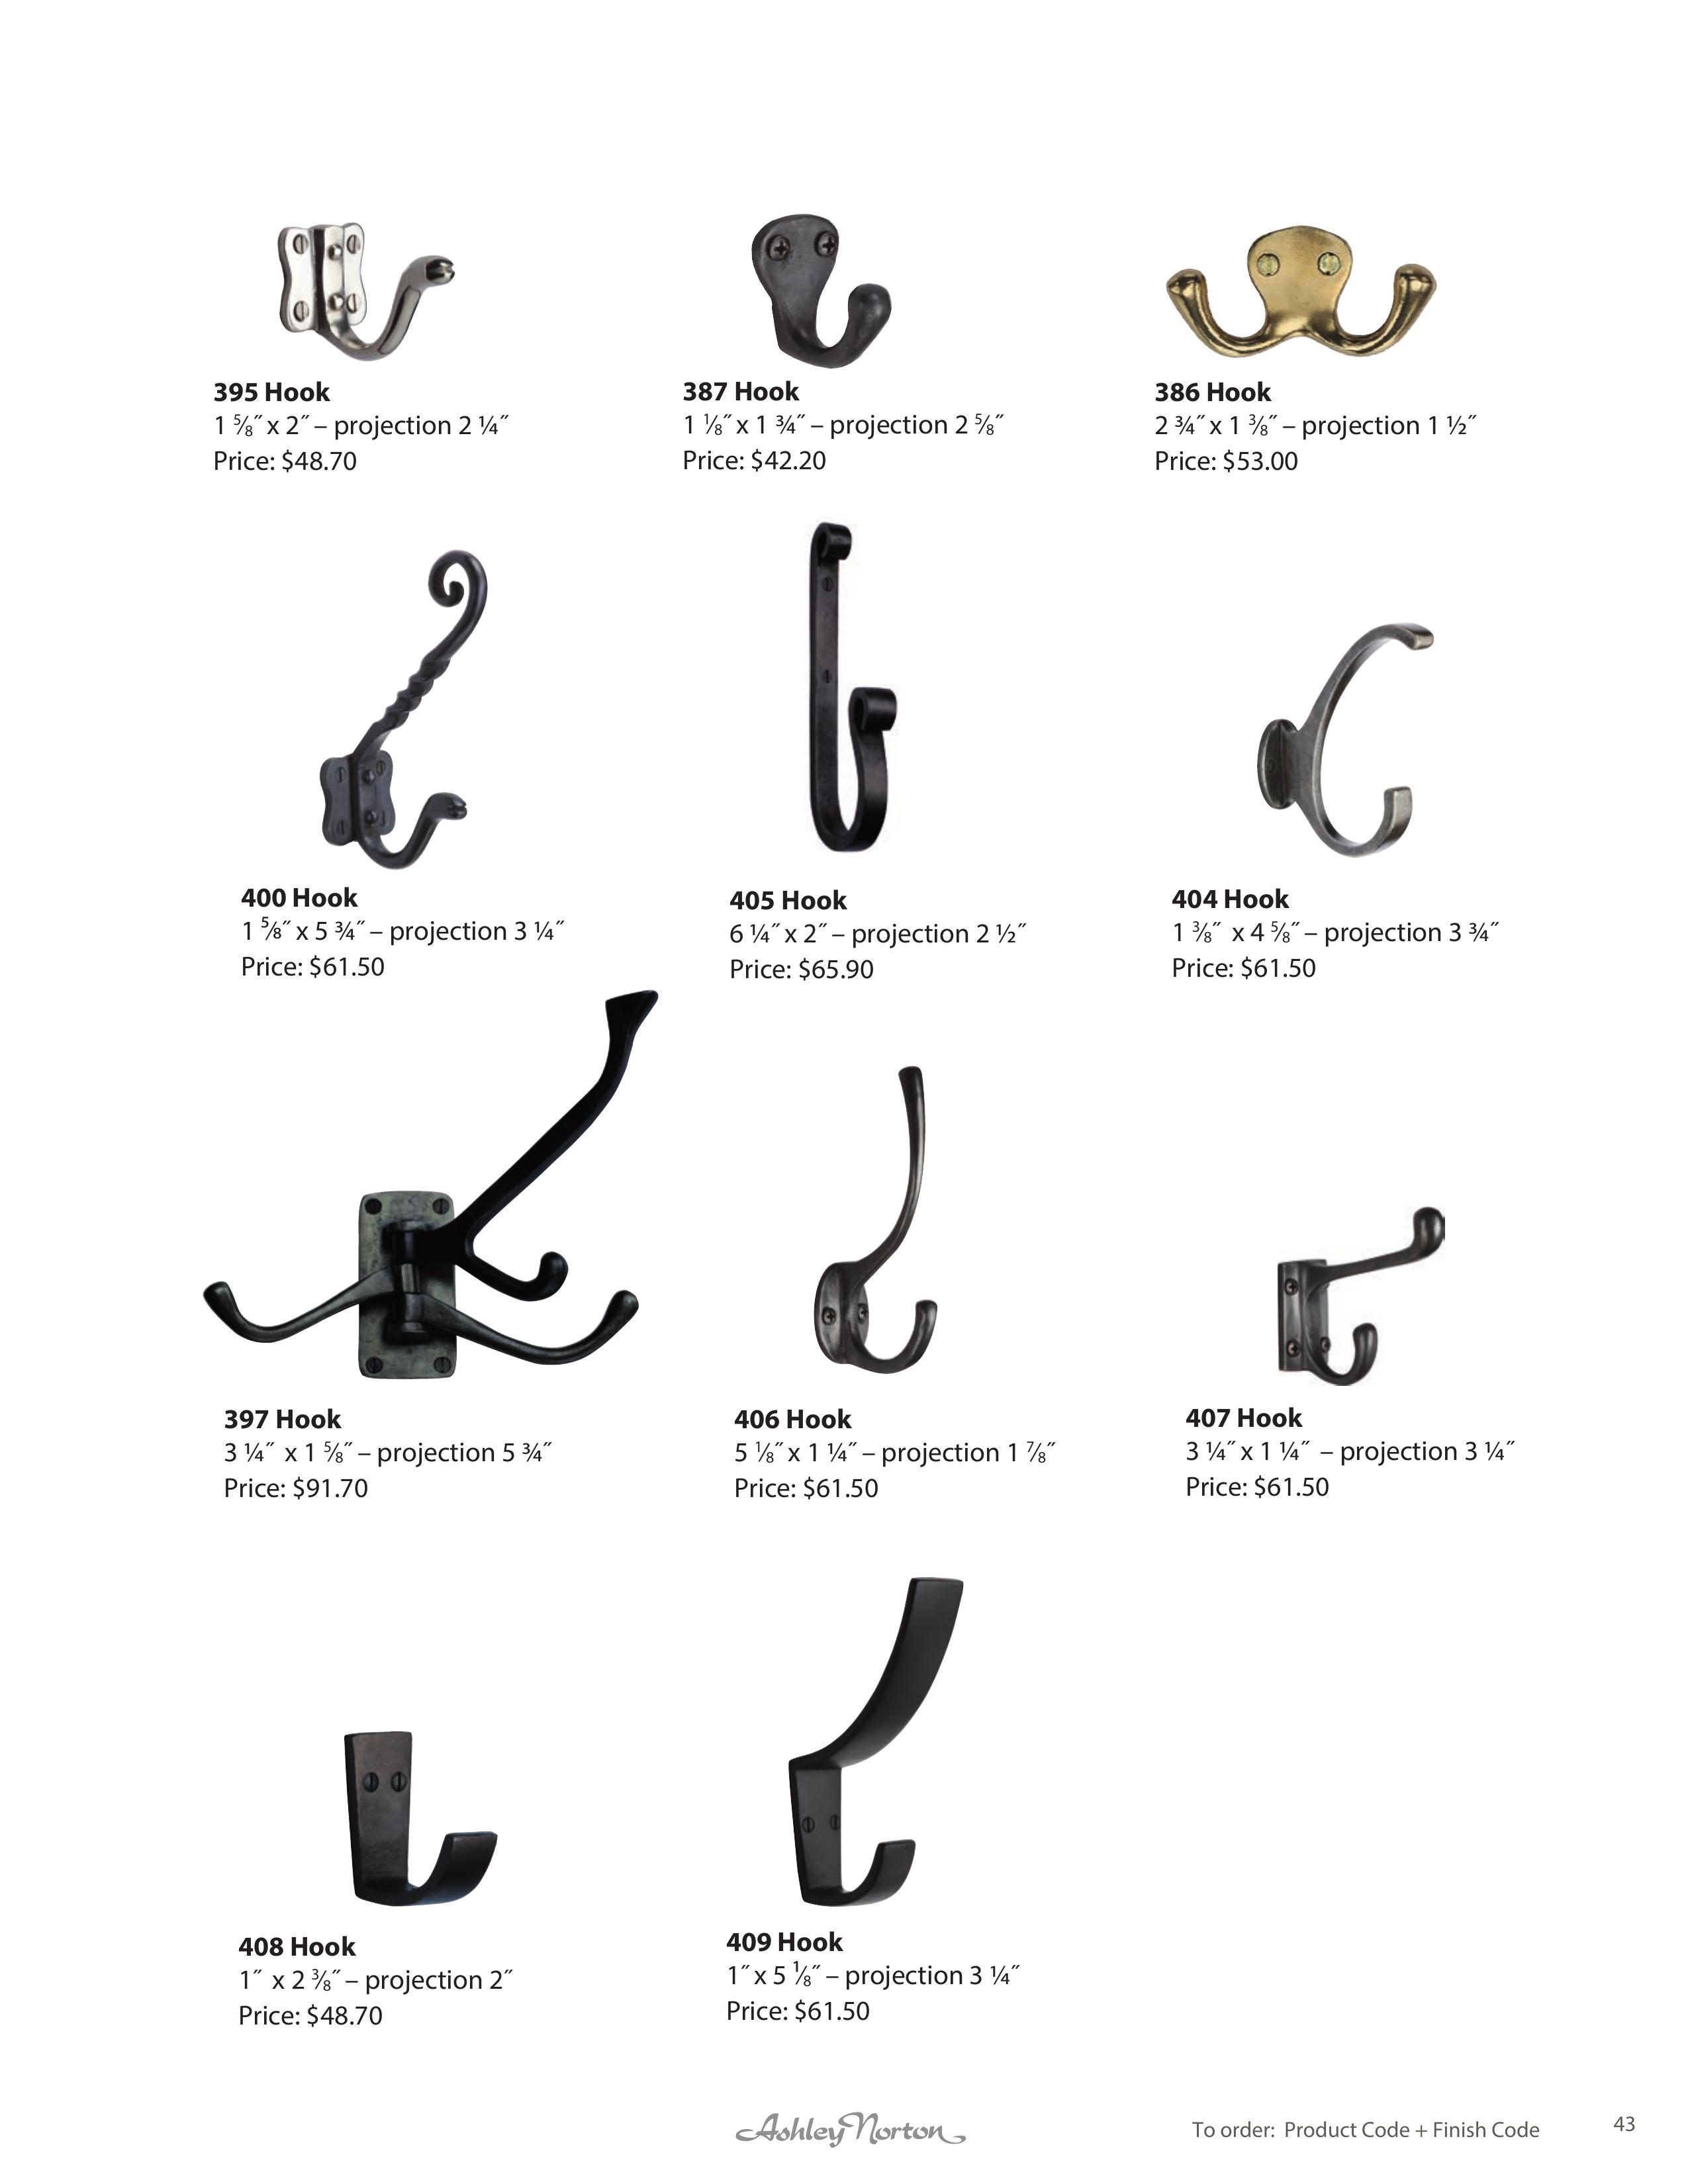 395 Hook
1 ⅝″ x 2″ – projection 2 ¼″
Price: $48.70
387 Hook
1 ⅛″ x 1 ¾″ – projection 2 ⅝″
Price: $42.20
386 Hook
2 ¾″ x 1 ⅜″ – projection 1 ½″
Price: $53.00
400 Hook
1 ⅝″ x 5 ¾″ – projection 3 ¼″
Price: $61.50
405 Hook
6 ¼″ x 2″ – projection 2 ½″
Price: $65.90
404 Hook
1 ⅜″ x 4 ⅝″ – projection 3 ¾″
Price: $61.50
397 Hook
3 ¼″ x 1 ⅝″ – projection 5 ¾″
Price: $91.70
406 Hook
5 ⅛″ x 1 ¼″ – projection 1 ⅞″
Price: $61.50
407 Hook
3 ¼″ x 1 ¼″ – projection 3 ¼″
Price: $61.50
408 Hook
1″ x 2 ⅜″ – projection 2″
Price: $48.70
409 Hook
1″ x 5 ⅛″ – projection 3 ¼″
Price: $61.50
Ashley Norton
To order: Product Code + Finish Code
43